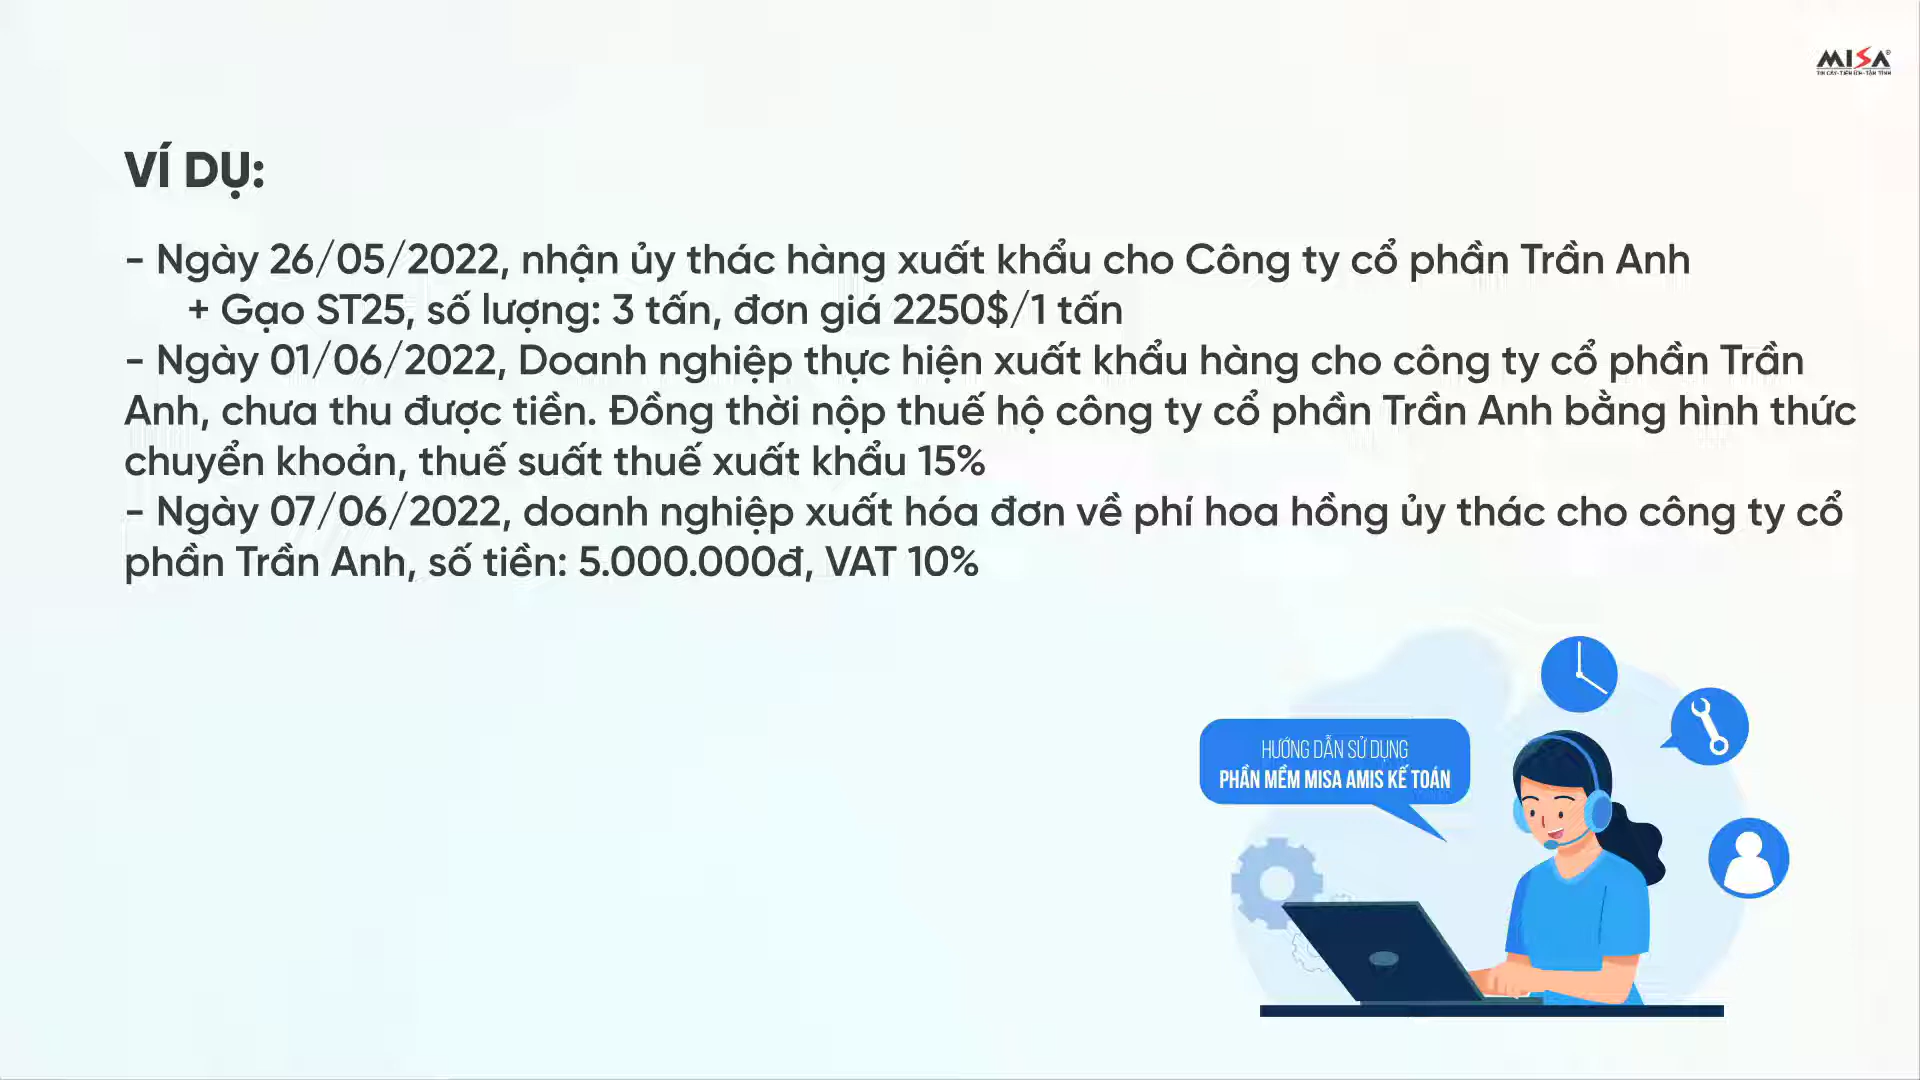 MISA
TIN CẬY-TIỆN ÍCH-TẬN TÌNH
VÍ DỤ:
- Ngày 26/05/2022, nhận ủy thác hàng xuất khẩu cho Công ty cổ phần Trần Anh
+ Gạo ST25, số lượng: 3 tấn, đơn giá 2250$/1 tấn
- Ngày 01/06/2022, Doanh nghiệp thực hiện xuất khẩu hàng cho công ty cổ phần Trần
Anh, chưa thu được tiền. Đồng thời nộp thuế hộ công ty cổ phần Trần Anh bằng hình thức
chuyển khoản, thuế suất thuế xuất khẩu 15%
- Ngày 07/06/2022, doanh nghiệp xuất hóa đơn về phí hoa hồng ủy thác cho công ty cổ
phần Trần Anh, số tiền: 5.000.000đ, VAT 10%
HƯỚNG DẪN SỬ DỤNG
PHẦN MỀM MISA AMIS KẾ TOÁN